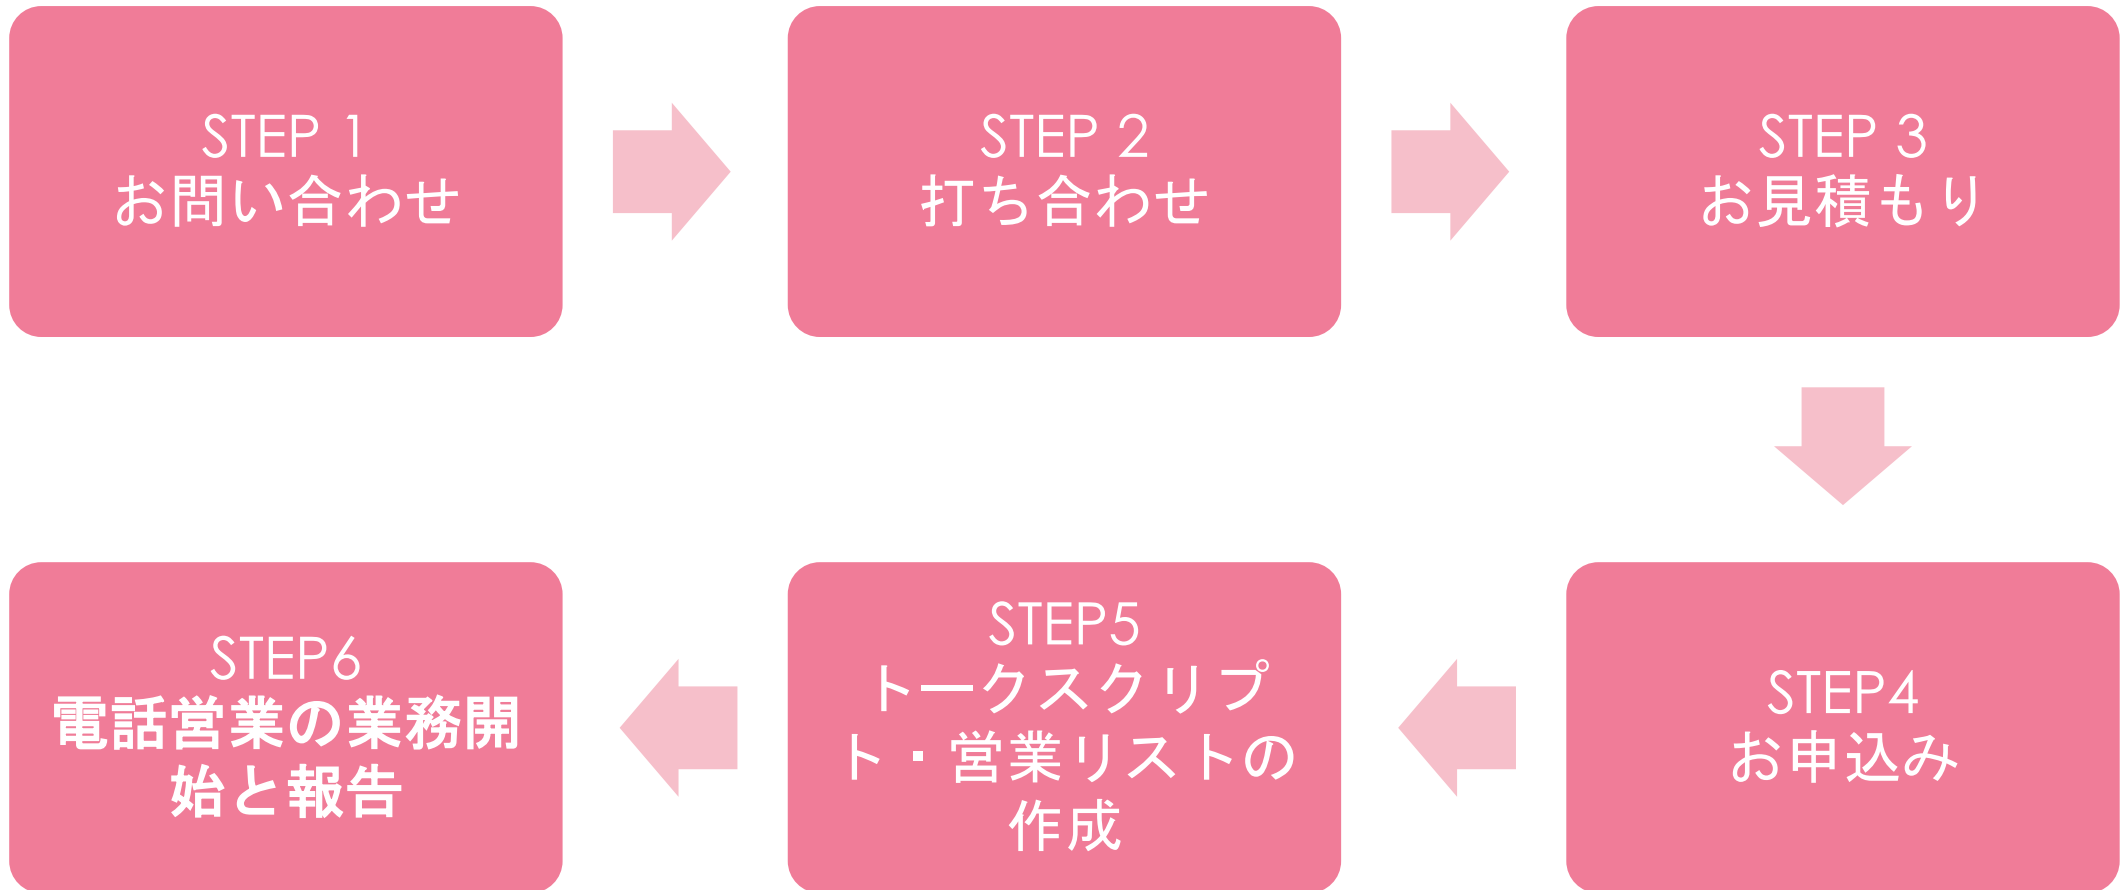 STEP 1
お問い合わせ
STEP 2
打ち合わせ
STEP 3
お見積もり
STEP4
お申込み
STEP5
トークスクリプ
ト・営業リストの
作成
STEP6
電話営業の業務開
始と報告